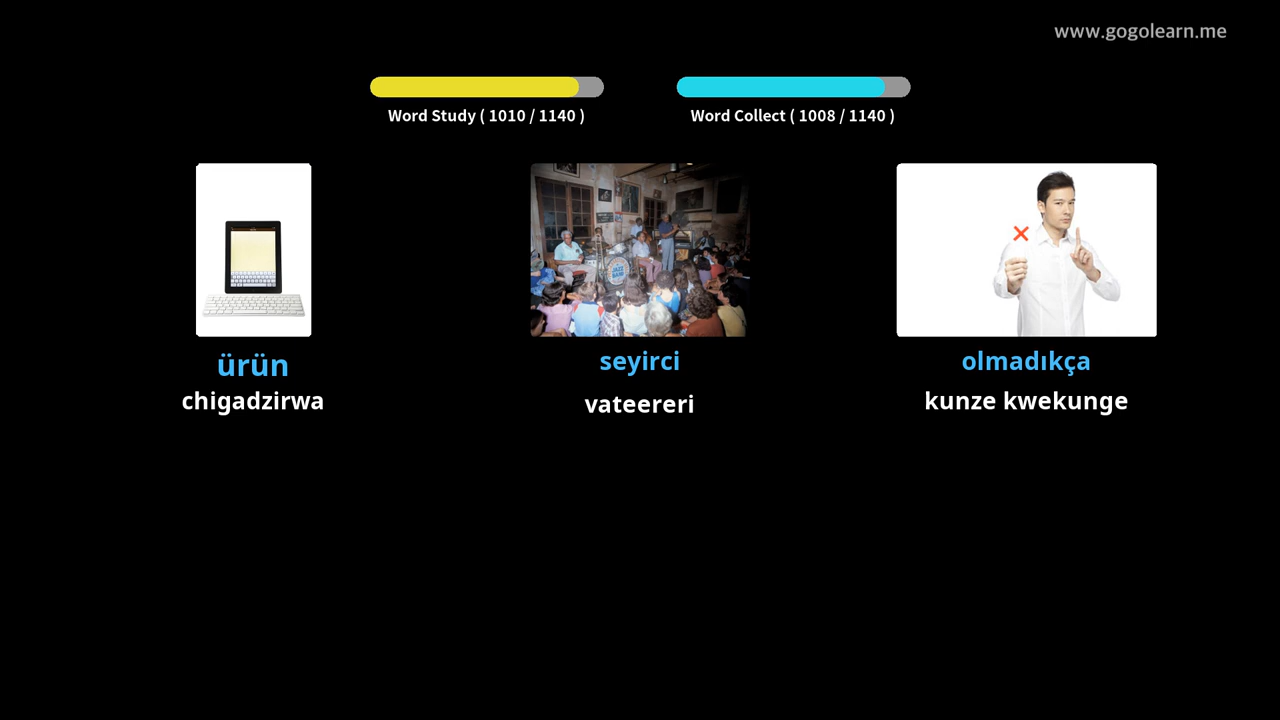 www.gogolearn.me
Word Study ( 1010 / 1140 )
Word Collect ( 1008 / 1140 )
ürün
chigadzirwa
seyirci
vateereri
olmadıkça
kunze kwekunge